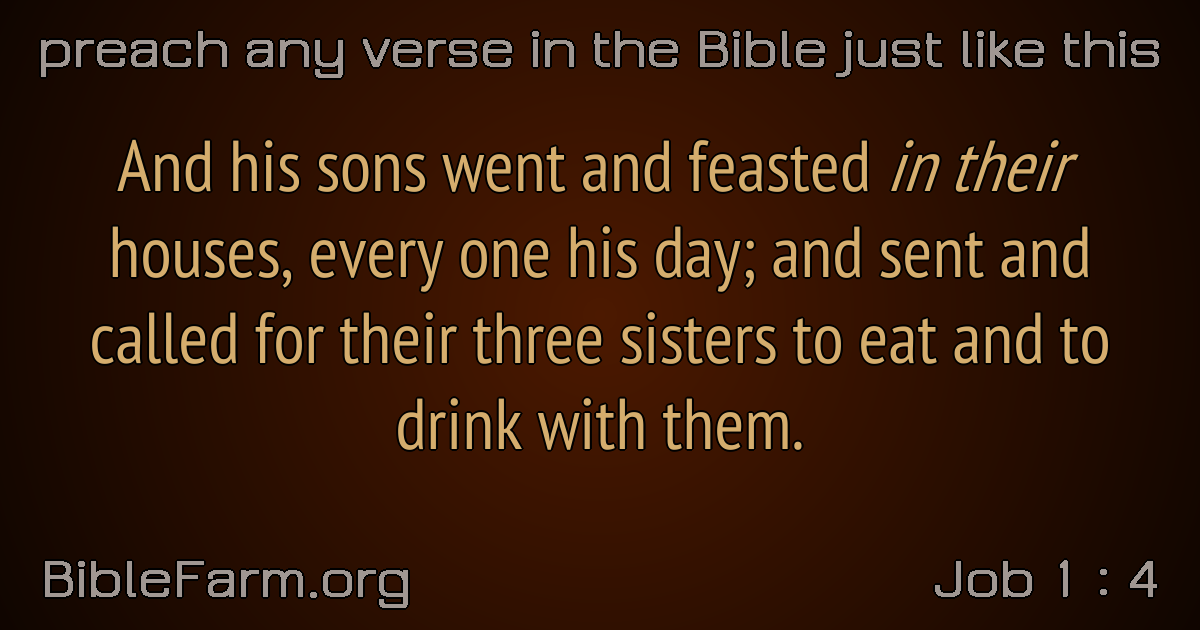 preach any verse in the Bible just like this
And his sons went and feasted in their
houses, every one his day; and sent and
called for their three sisters to eat and to
drink with them.
BibleFarm.org
Job 1 : 4